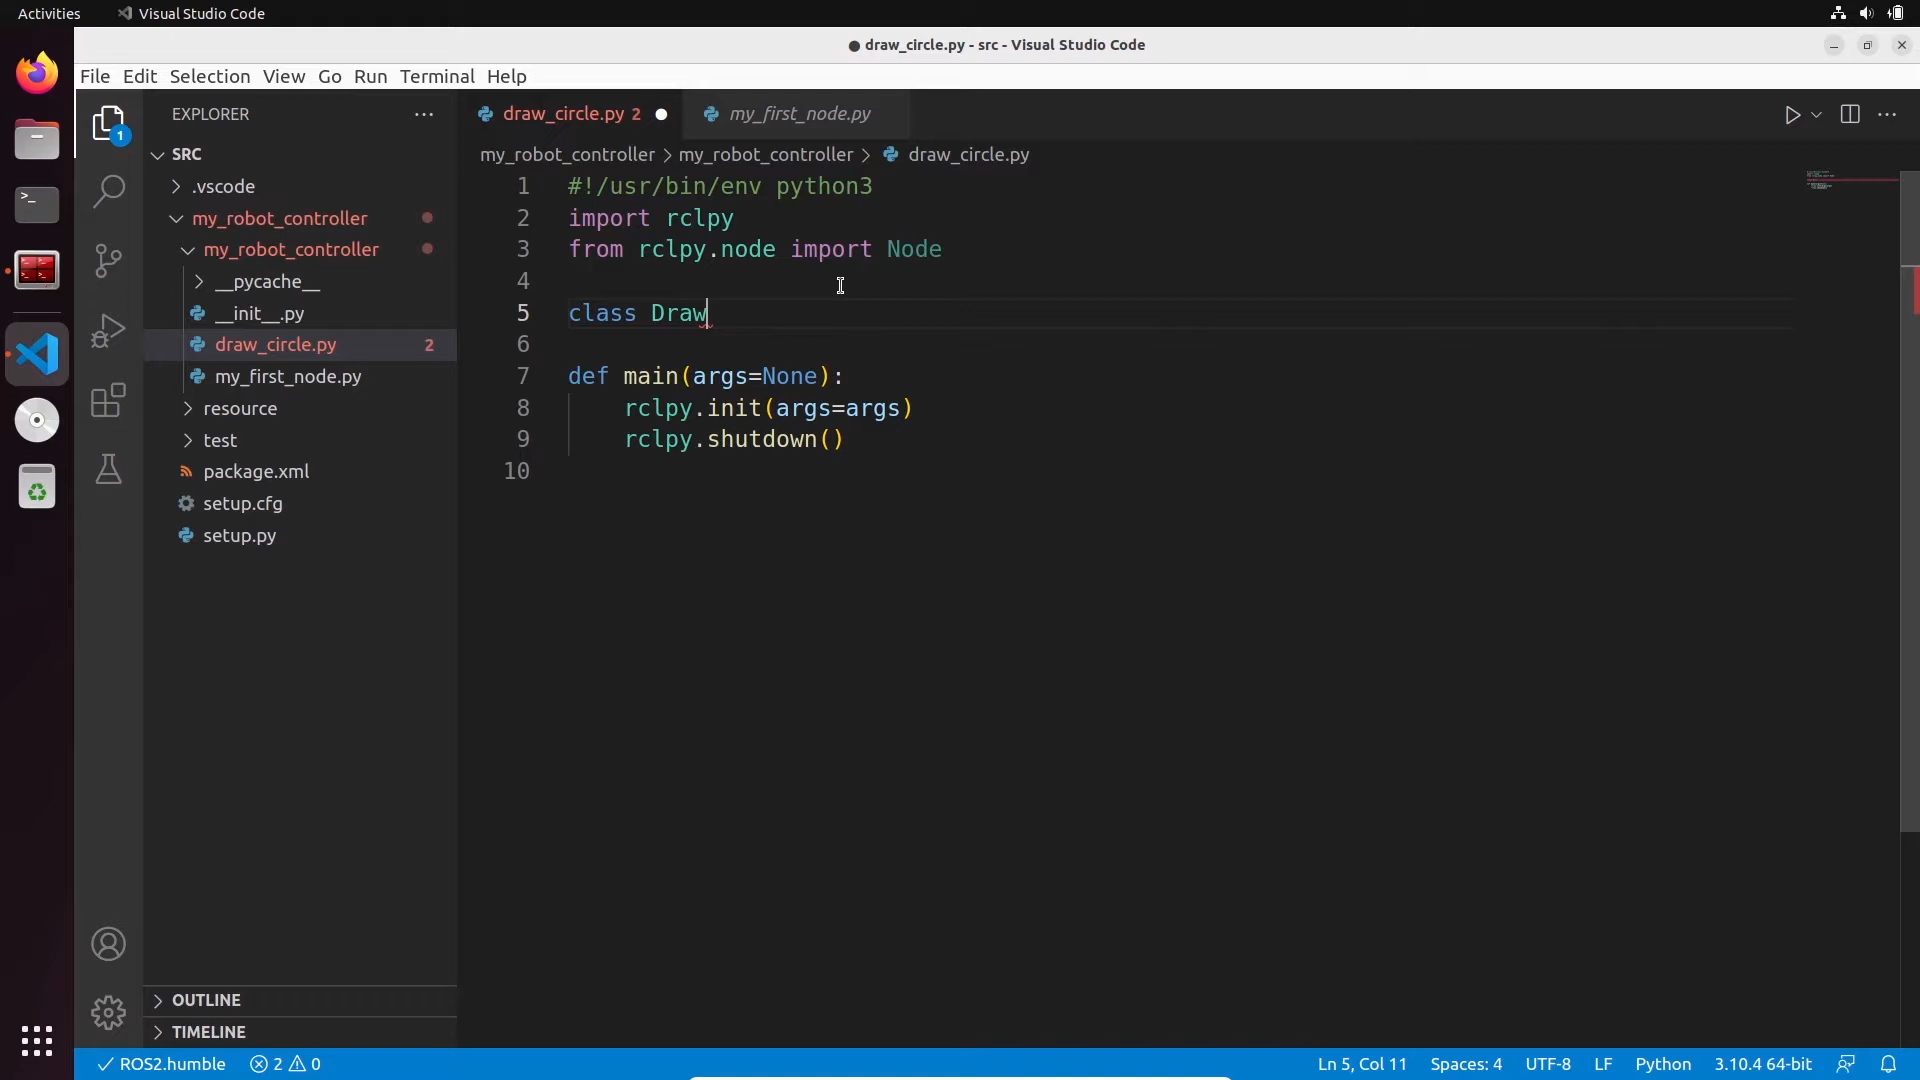 Activities Visual Studio Code
● draw_circle.py - src - Visual Studio Code
File Edit Selection View Go Run Terminal Help
EXPLORER ···
draw_circle.py 2 ●
my_first_node.py
my_robot_controller > my_robot_controller > draw_circle.py
SRC
.vscode
my_robot_controller
my_robot_controller
__pycache__
__init__.py
draw_circle.py 2
my_first_node.py
resource
test
package.xml
setup.cfg
setup.py
OUTLINE
TIMELINE
1 #!/usr/bin/env python3
2 import rclpy
3 from rclpy.node import Node
4
5 class Draw
6
7 def main(args=None):
8     rclpy.init(args=args)
9     rclpy.shutdown()
10
1
ROS2.humble 2 0 Ln 5, Col 11 Spaces: 4 UTF-8 LF Python 3.10.4 64-bit